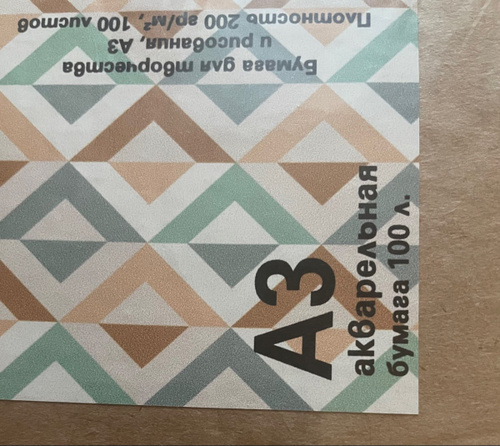 Бумага для творчества
и рисования, А3
Плотность 200 гр/м², 100 листов
А3
акварельная
бумага 100 л.